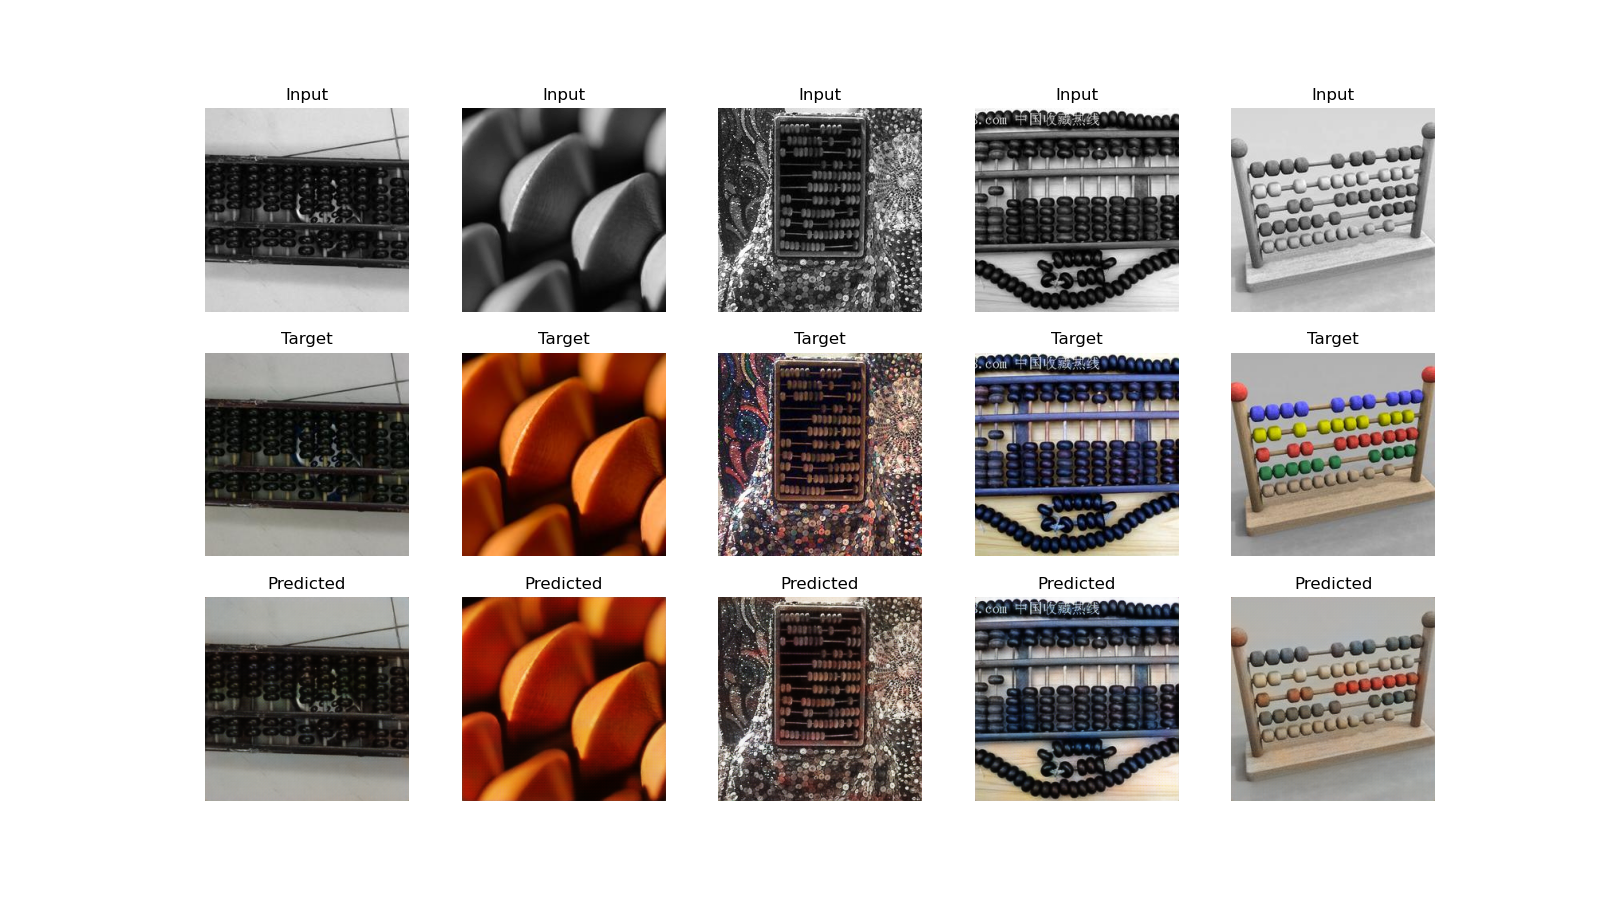 Input Input Input Input Input
.com 中国收藏热线
Target Target Target Target Target
.com 中国收藏热线
Predicted Predicted Predicted Predicted Predicted
.com 中国收藏热线